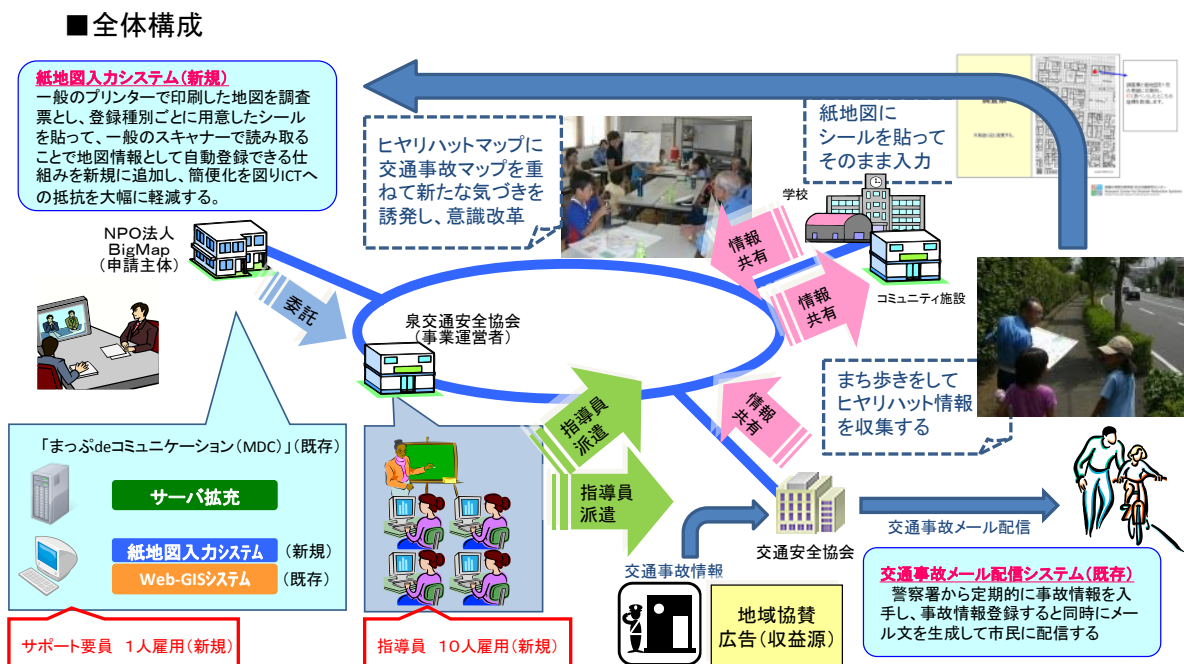 ■全体構成
紙地図入力システム(新規)
一般のプリンターで印刷した地図を調査
票とし、登録種別ごとに用意したシール
を貼って、一般のスキャナーで読み取る
ことで地図情報として自動登録できる仕
組みを新規に追加し、簡便化を図りICTへ
の抵抗を大幅に軽減する。
ヒヤリハットマップに
交通事故マップを重
ねて新たな気づきを
誘発し、意識改革
紙地図に
シールを貼って
そのまま入力
学校
コミュニティ施設
情報
共有
情報
共有
NPO法人
BigMap
(申請主体)
委託
泉交通安全協会
(事業運営者)
まち歩きをして
ヒヤリハット情報
を収集する
情報
共有
指導員
派遣
指導員
派遣
「まっぷdeコミュニケーション(MDC)」(既存)
サーバ拡充
紙地図入力システム (新規)
Web-GISシステム (既存)
サポート要員 1人雇用(新規)
指導員 10人雇用(新規)
交通事故情報
交通安全協会
交通事故メール配信
地域協賛
広告(収益源)
交通事故メール配信システム(既存)
警察署から定期的に事故情報を入
手し、事故情報登録すると同時にメー
ル文を生成して市民に配信する